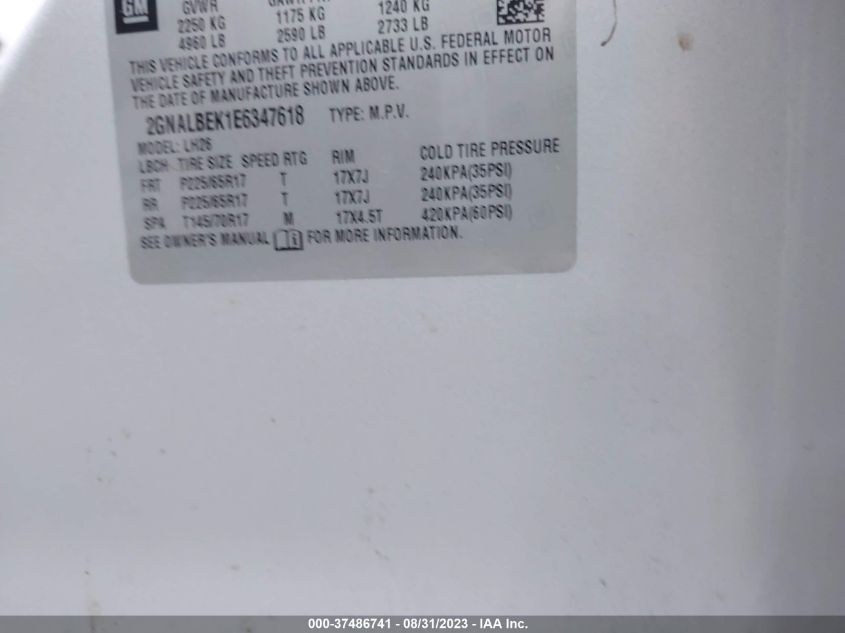 GM
GVWR GAWR FRT
2250 KG 1175 KG 1240 KG
4960 LB 2590 LB 2733 LB
THIS VEHICLE CONFORMS TO ALL APPLICABLE U.S. FEDERAL MOTOR
VEHICLE SAFETY AND THEFT PREVENTION STANDARDS IN EFFECT ON
THE DATE OF MANUFACTURE SHOWN ABOVE.
2GNALBEK1E6347618 TYPE: M.P.V.
MODEL: LH26
LBCH TIRE SIZE SPEED RTG RIM COLD TIRE PRESSURE
FRT P225/65R17 T 17X7J 240KPA(35PSI)
RR P225/65R17 T 17X7J 240KPA(35PSI)
SPA T145/70R17 M 17X4.5T 420KPA(60PSI)
SEE OWNER'S MANUAL FOR MORE INFORMATION.
000-37486741 - 08/31/2023 - IAA Inc.